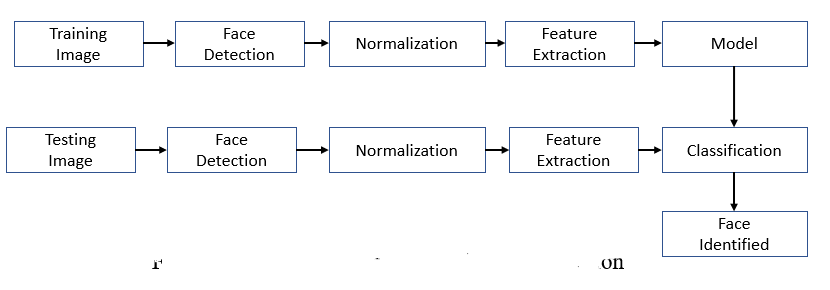 Training
Image
Face
Detection
Normalization
Feature
Extraction
Model
Testing
Image
Face
Detection
Normalization
Feature
Extraction
Classification
Face
Identified